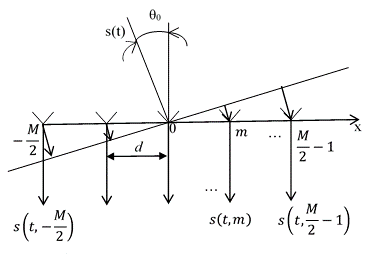 θ₀
s(t)
−M/2 0 m … M/2 − 1 x
d
…
s(t, −M/2) s(t, m) s(t, M/2 − 1)